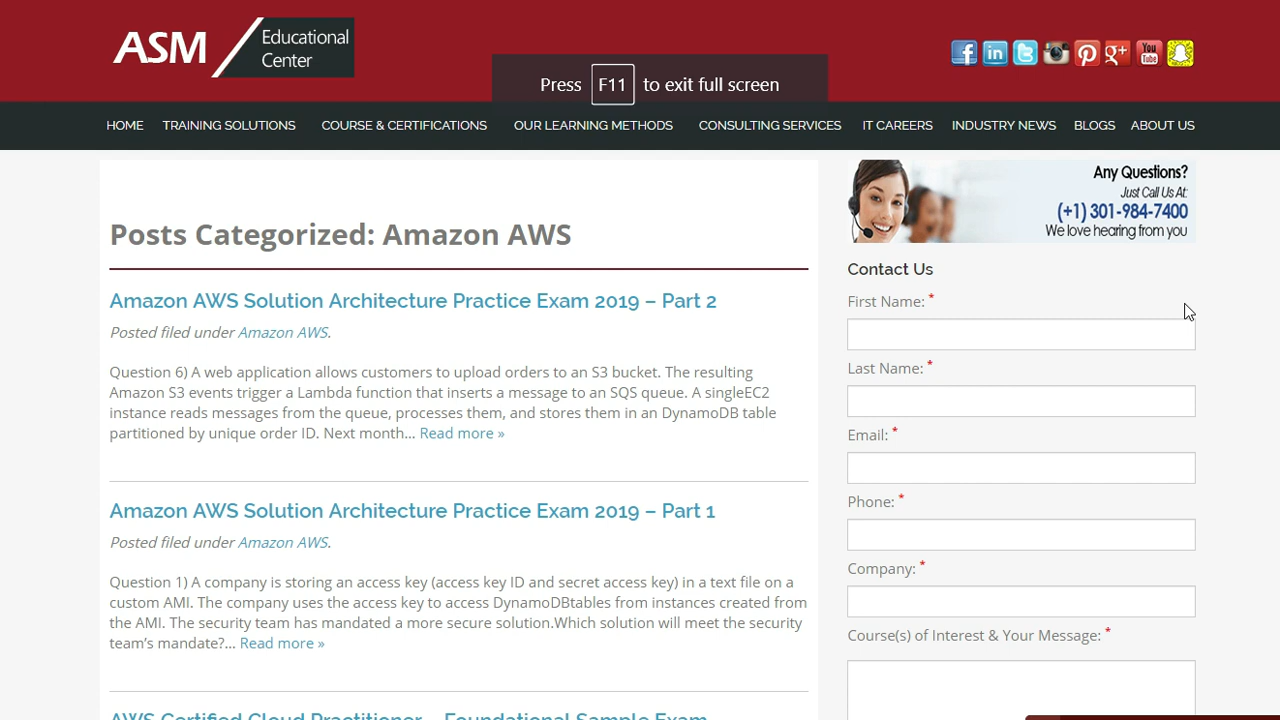 ASM
Educational
Center
You
Tube
Press F11 to exit full screen
HOME TRAINING SOLUTIONS COURSE & CERTIFICATIONS OUR LEARNING METHODS CONSULTING SERVICES IT CAREERS INDUSTRY NEWS BLOGS ABOUT US
Any Questions?
Just Call Us At:
(+1) 301-984-7400
We love hearing from you
Posts Categorized: Amazon AWS
Amazon AWS Solution Architecture Practice Exam 2019 – Part 2
Posted filed under Amazon AWS.
Question 6) A web application allows customers to upload orders to an S3 bucket. The resulting
Amazon S3 events trigger a Lambda function that inserts a message to an SQS queue. A singleEC2
instance reads messages from the queue, processes them, and stores them in an DynamoDB table
partitioned by unique order ID. Next month... Read more »
Amazon AWS Solution Architecture Practice Exam 2019 – Part 1
Posted filed under Amazon AWS.
Question 1) A company is storing an access key (access key ID and secret access key) in a text file on a
custom AMI. The company uses the access key to access DynamoDBtables from instances created from
the AMI. The security team has mandated a more secure solution.Which solution will meet the security
team's mandate?... Read more »
AWS Certified Cloud Practitioner – Foundational Sample Exam
Contact Us
First Name: *
Last Name: *
Email: *
Phone: *
Company: *
Course(s) of Interest & Your Message: *